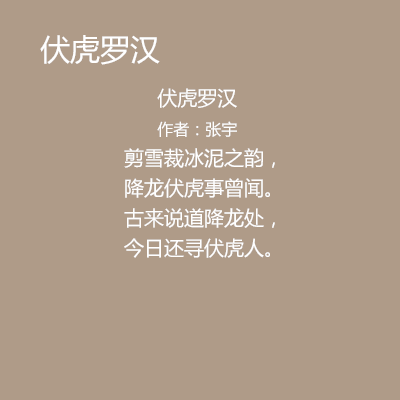 伏虎罗汉
伏虎罗汉
作者：张宇
剪雪裁冰泥之韵，
降龙伏虎事曾闻。
古来说道降龙处，
今日还寻伏虎人。